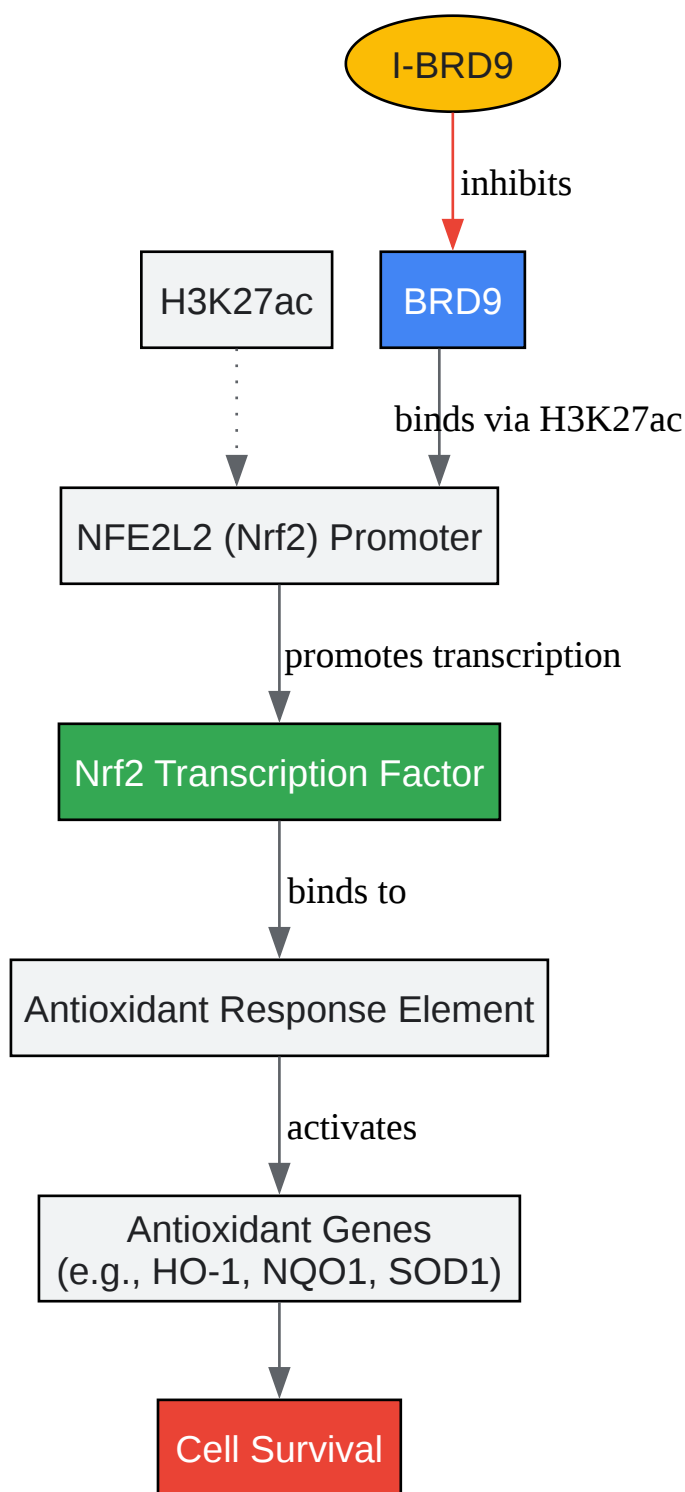 I-BRD9
inhibits
H3K27ac
BRD9
binds via H3K27ac
NFE2L2 (Nrf2) Promoter
promotes transcription
Nrf2 Transcription Factor
binds to
Antioxidant Response Element
activates
Antioxidant Genes
(e.g., HO-1, NQO1, SOD1)
Cell Survival